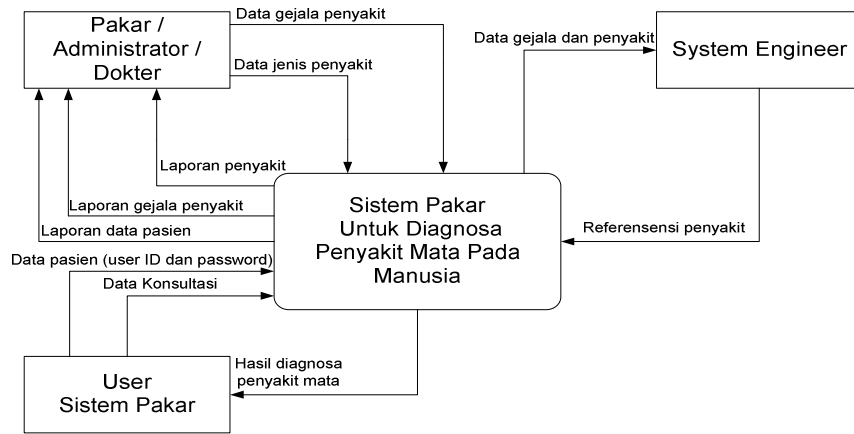 Pakar /
Administrator /
Dokter
Data gejala penyakit
Data jenis penyakit
Data gejala dan penyakit
System Engineer
Laporan penyakit
Laporan gejala penyakit
Laporan data pasien
Sistem Pakar
Untuk Diagnosa
Penyakit Mata Pada
Manusia
Referensensi penyakit
Data pasien (user ID dan password)
Data Konsultasi
User
Sistem Pakar
Hasil diagnosa
penyakit mata